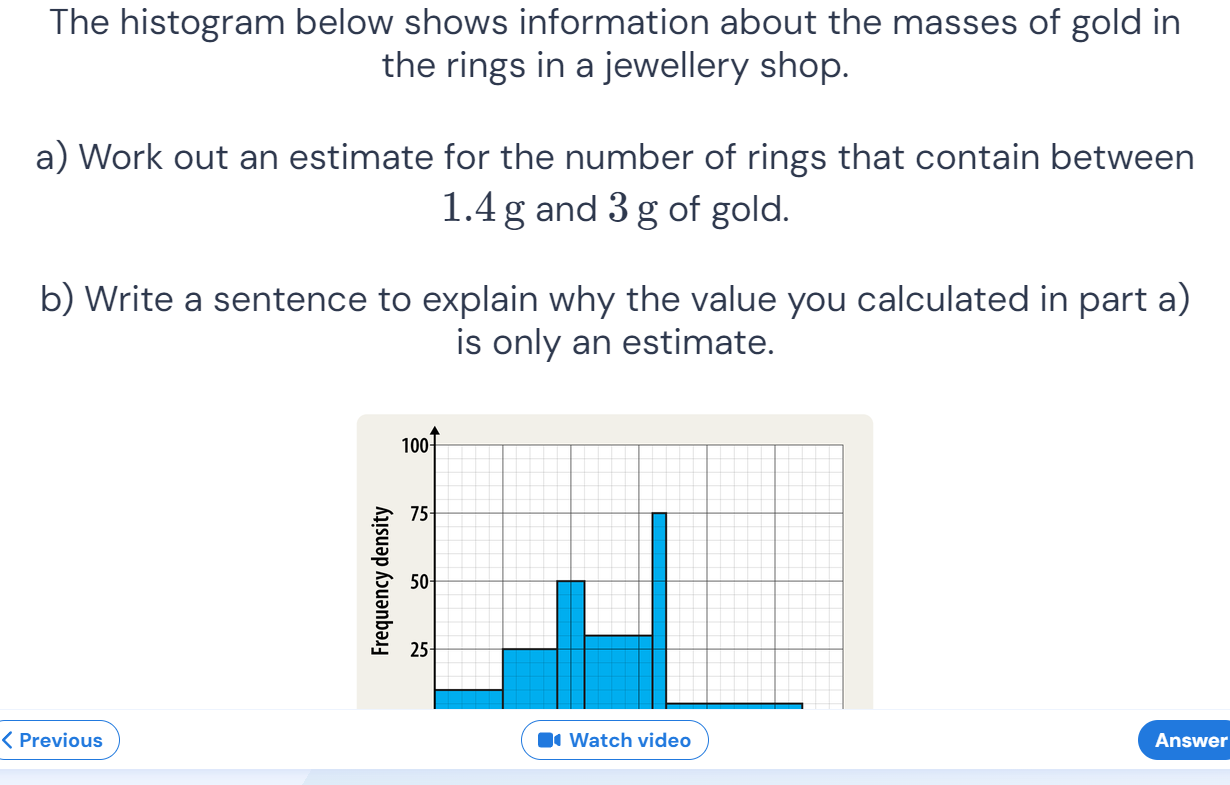 The histogram below shows information about the masses of gold in
the rings in a jewellery shop.
a) Work out an estimate for the number of rings that contain between
1.4 g and 3 g of gold.
b) Write a sentence to explain why the value you calculated in part a)
is only an estimate.
100
75
50
25
Frequency density
Previous
Watch video
Answer